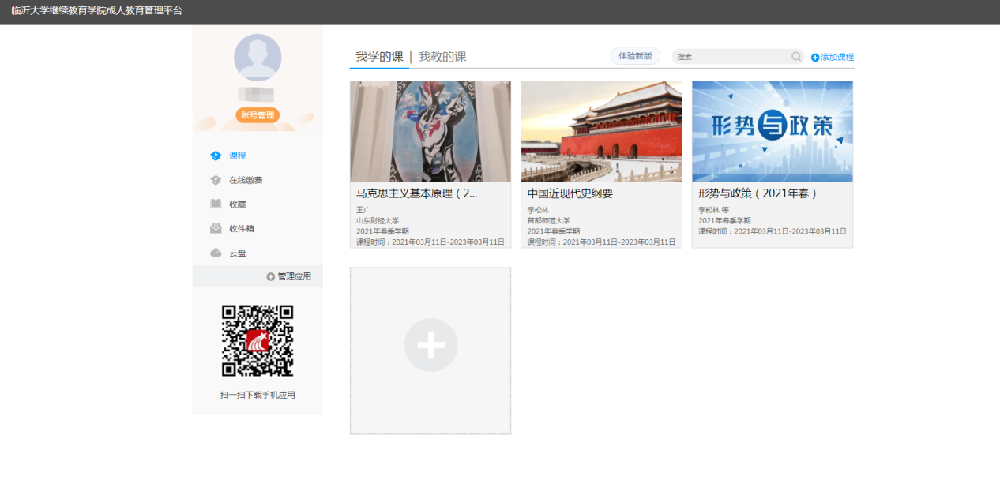 临沂大学继续教育学院成人教育管理平台
账号管理
课程
在线缴费
收藏
收件箱
云盘
管理应用
扫一扫下载手机应用
我学的课 | 我教的课
体验新版
搜索
添加课程
马克思主义基本原理（2...
王广
山东财经大学
2021年春季学期
课程时间：2021年03月11日-2023年03月11日
中国近现代史纲要
李松林
首都师范大学
2021年春季学期
课程时间：2021年03月11日-2023年03月11日
形势与政策
形势与政策（2021年春）
李松林 等
2021年春季学期
课程时间：2021年03月11日-2023年03月11日